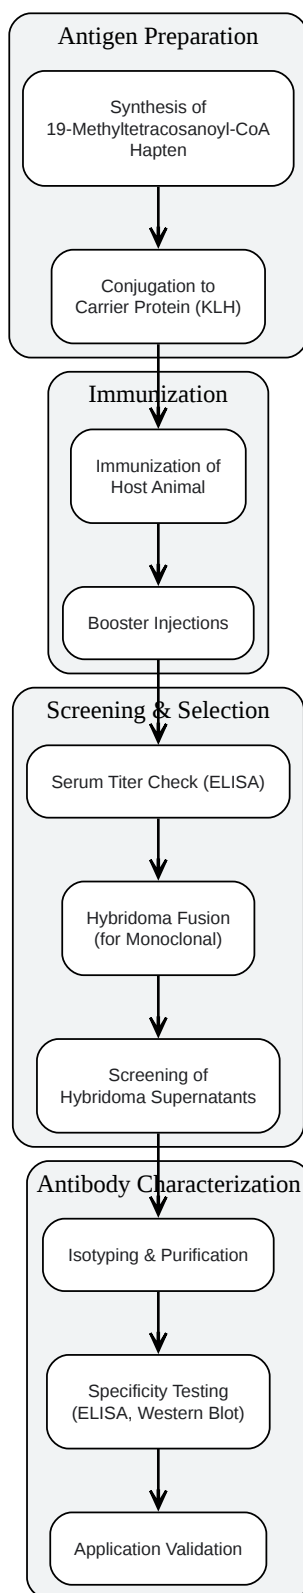 Antigen Preparation
Synthesis of
19-Methyltetracosanoyl-CoA
Hapten
Conjugation to
Carrier Protein (KLH)
Immunization
Immunization of
Host Animal
Booster Injections
Screening & Selection
Serum Titer Check (ELISA)
Hybridoma Fusion
(for Monoclonal)
Screening of
Hybridoma Supernatants
Antibody Characterization
Isotyping & Purification
Specificity Testing
(ELISA, Western Blot)
Application Validation